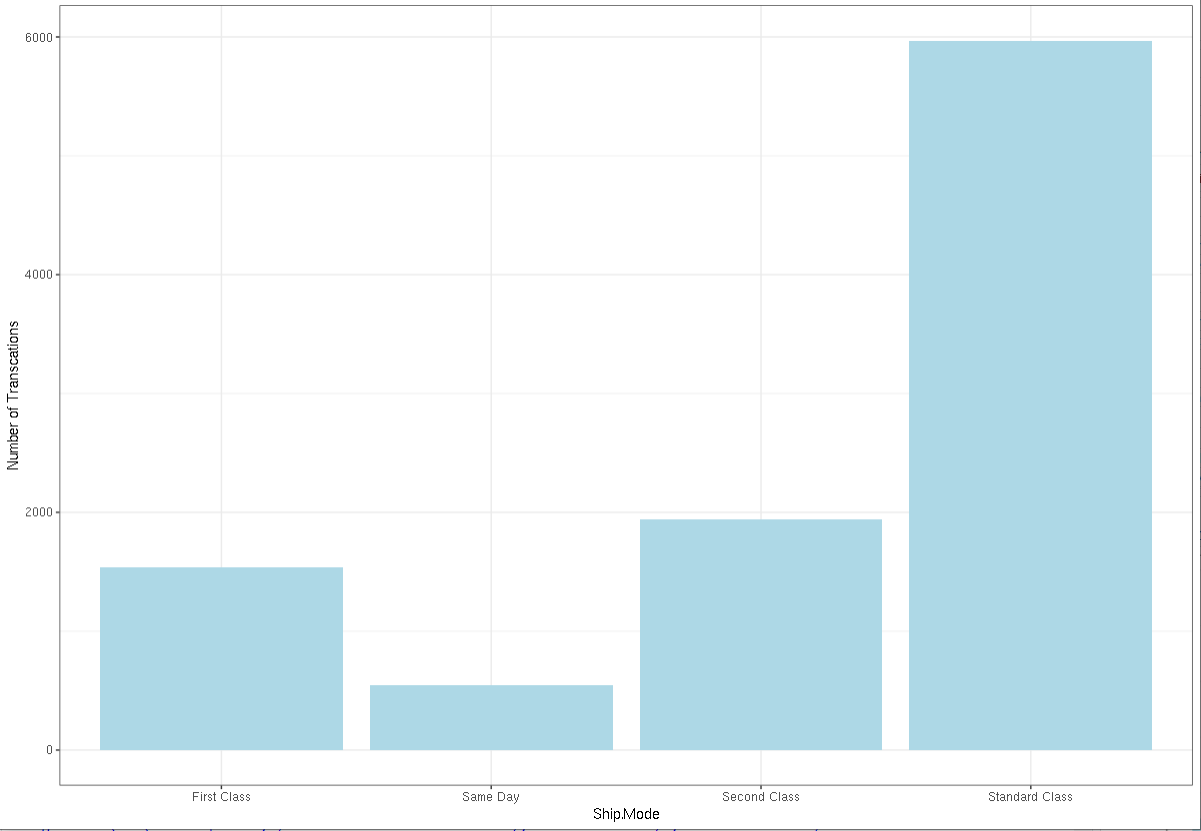 6000
4000
2000
0
Number of Transcations
First Class
Same Day
Second Class
Standard Class
Ship.Mode